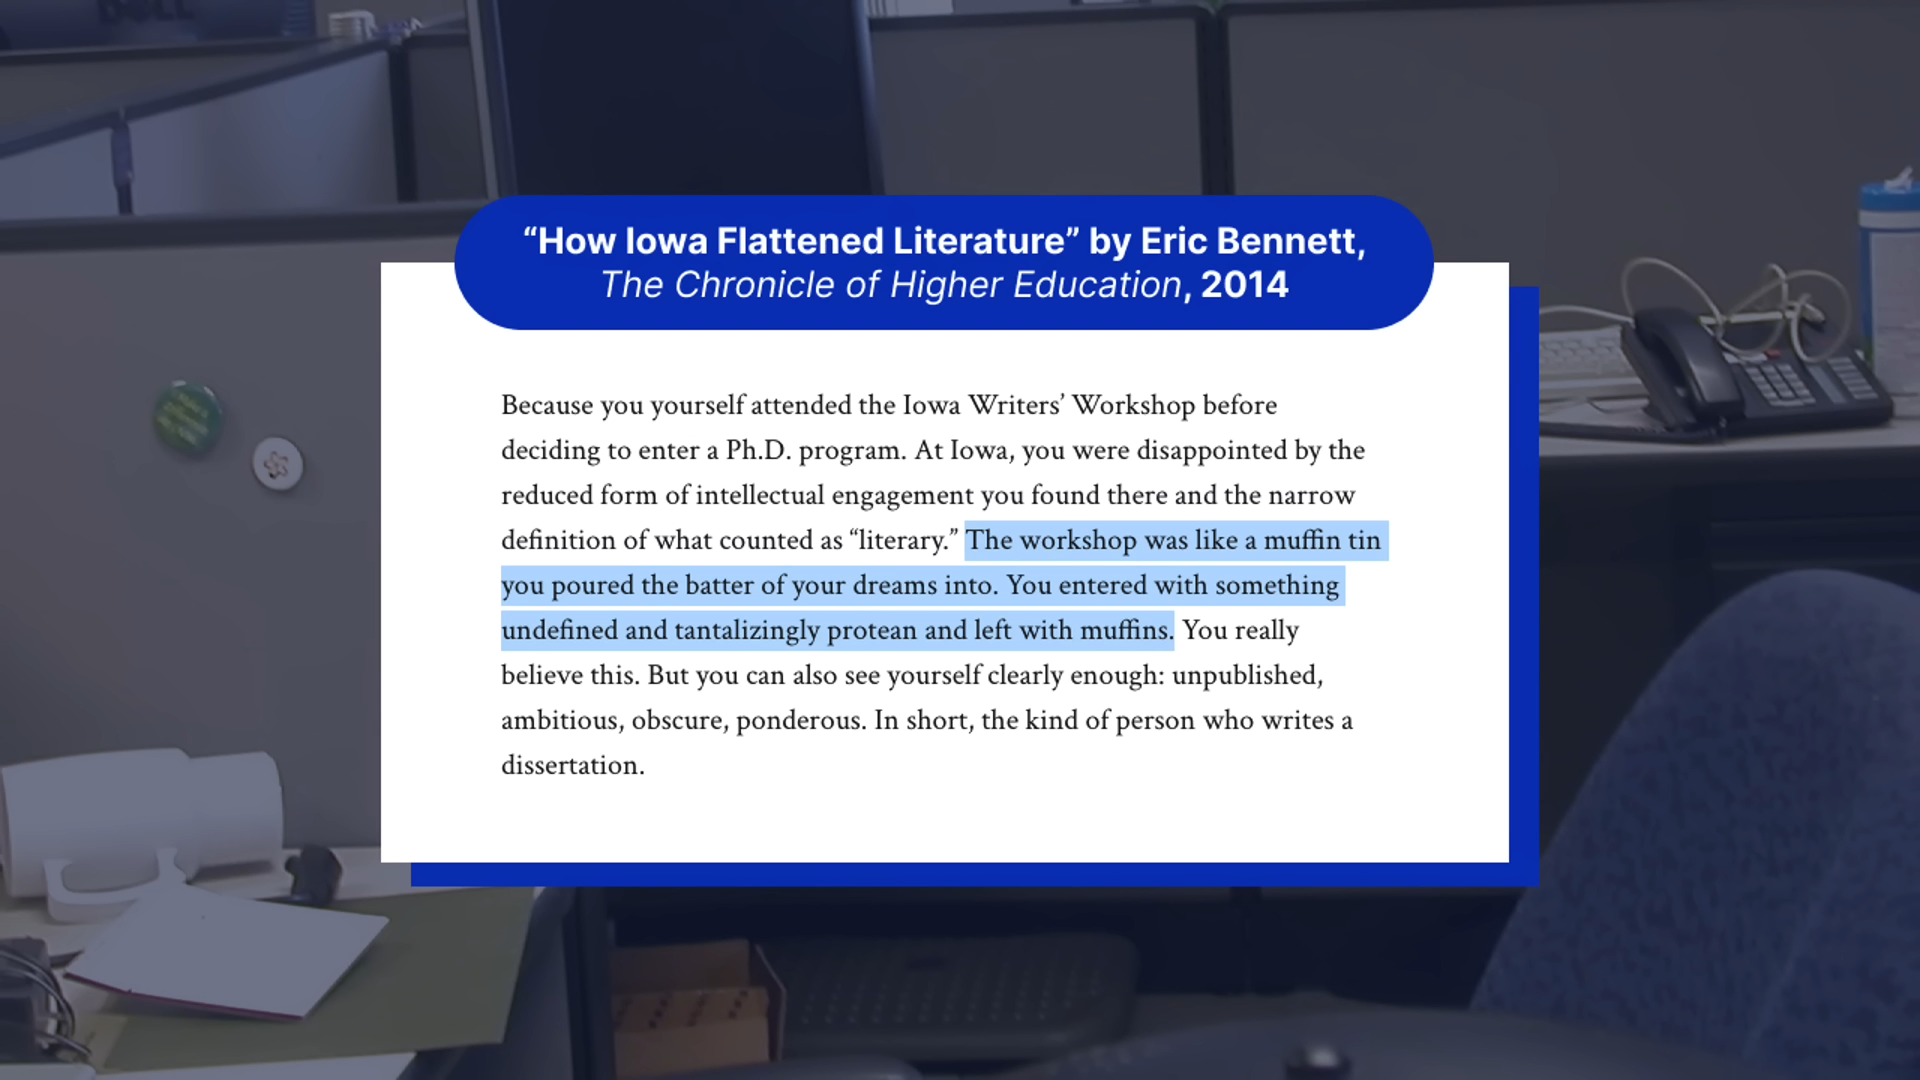 DELL
“How Iowa Flattened Literature” by Eric Bennett,
The Chronicle of Higher Education, 2014
Because you yourself attended the Iowa Writers’ Workshop before
deciding to enter a Ph.D. program. At Iowa, you were disappointed by the
reduced form of intellectual engagement you found there and the narrow
definition of what counted as “literary.” The workshop was like a muffin tin
you poured the batter of your dreams into. You entered with something
undefined and tantalizingly protean and left with muffins. You really
believe this. But you can also see yourself clearly enough: unpublished,
ambitious, obscure, ponderous. In short, the kind of person who writes a
dissertation.